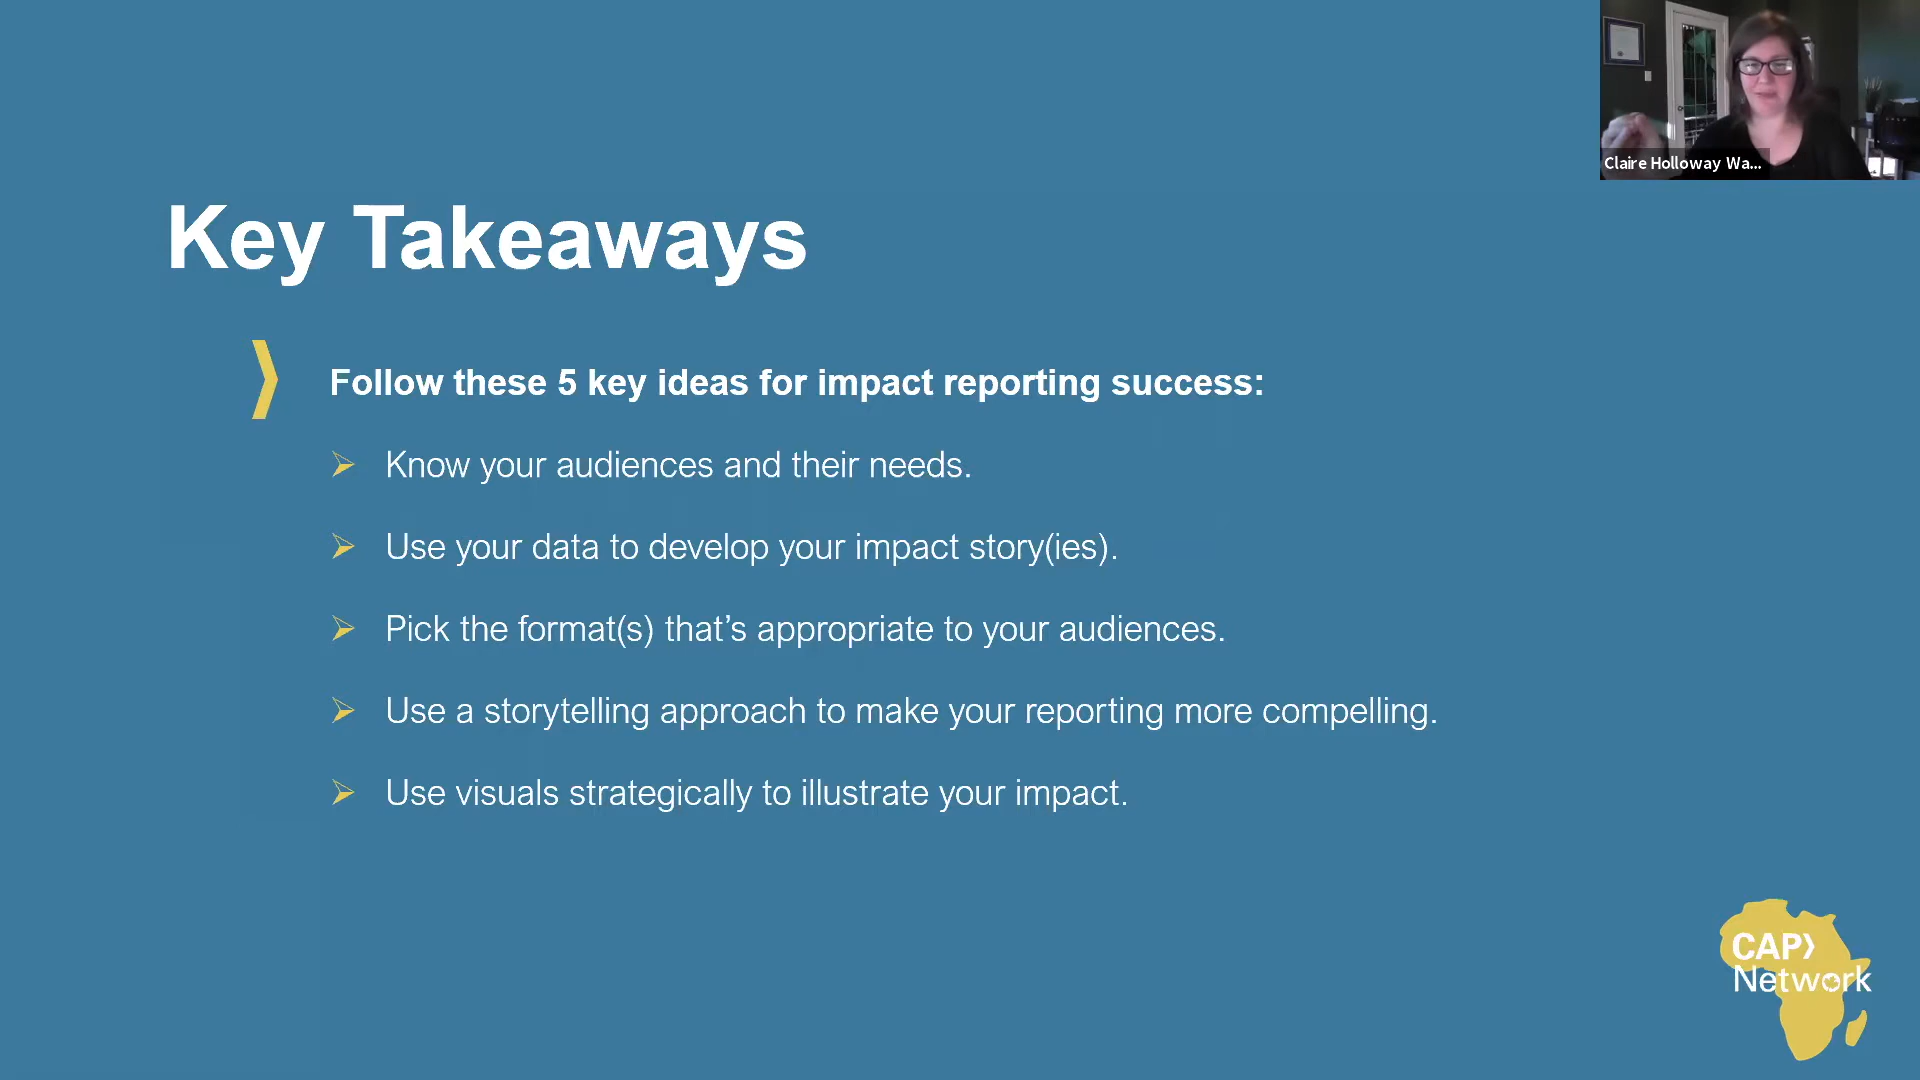 Claire Holloway Wa...
Key Takeaways
Follow these 5 key ideas for impact reporting success:
Know your audiences and their needs.
Use your data to develop your impact story(ies).
Pick the format(s) that’s appropriate to your audiences.
Use a storytelling approach to make your reporting more compelling.
Use visuals strategically to illustrate your impact.
CAP
Network